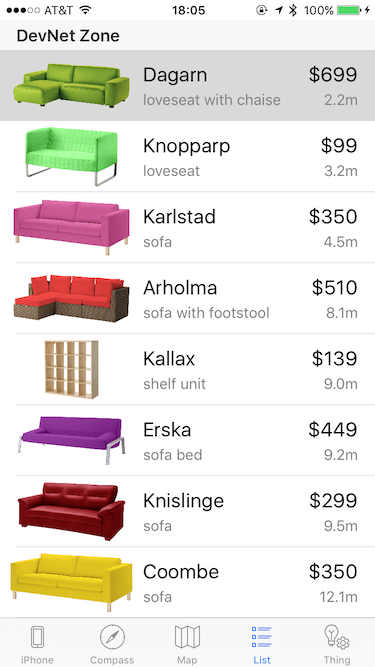 AT&T 18:05 100%
DevNet Zone
Dagarn $699
loveseat with chaise 2.2m
Knopparp $99
loveseat 3.2m
Karlstad $350
sofa 4.5m
Arholma $510
sofa with footstool 8.1m
Kallax $139
shelf unit 9.0m
Erska $449
sofa bed 9.2m
Knislinge $299
sofa 9.5m
Coombe $350
sofa 12.1m
iPhone Compass Map List Thing